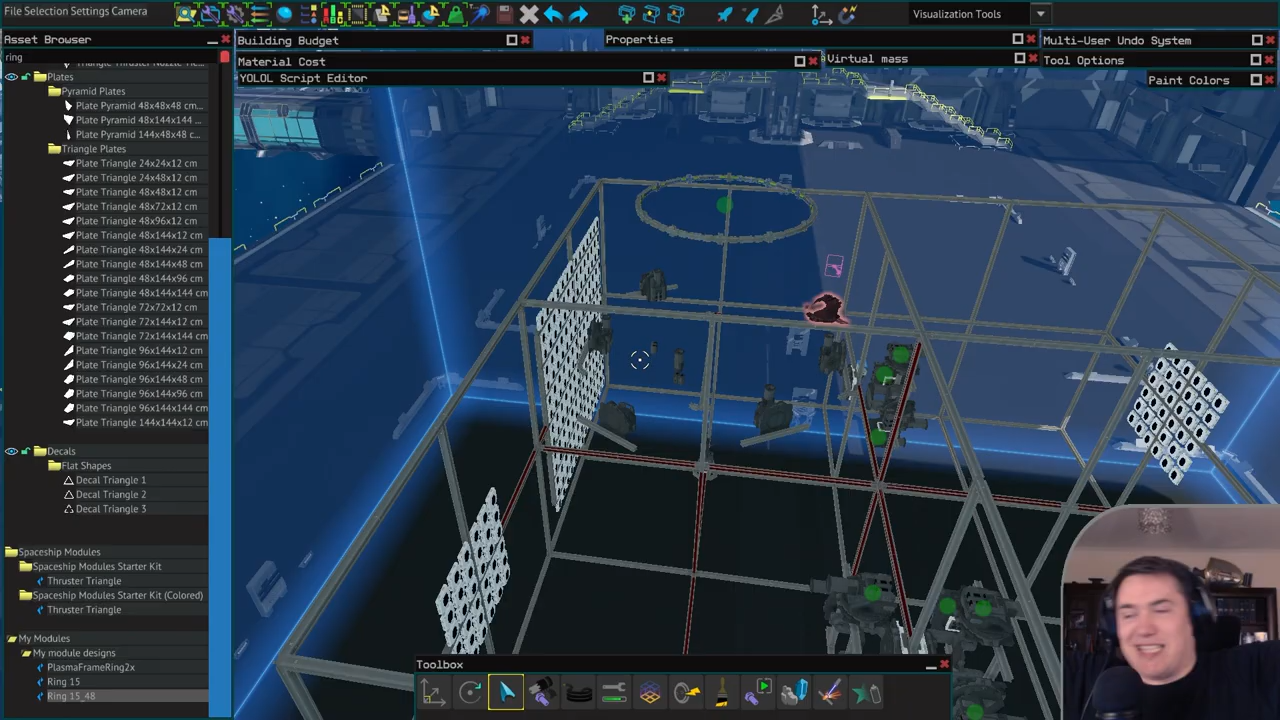 File Selection Settings Camera
Visualization Tools
Asset Browser
Building Budget
Properties
Multi-User Undo System
ring
Material Cost
Virtual mass
Tool Options
YOLOL Script Editor
Paint Colors
Plates
Pyramid Plates
Plate Pyramid 48x48x48 cm...
Plate Pyramid 48x144x144 ...
Plate Pyramid 144x48x48 c...
Triangle Plates
Plate Triangle 24x24x12 cm
Plate Triangle 24x48x12 cm
Plate Triangle 48x48x12 cm
Plate Triangle 48x72x12 cm
Plate Triangle 48x96x12 cm
Plate Triangle 48x144x12 cm
Plate Triangle 48x144x24 cm
Plate Triangle 48x144x48 cm
Plate Triangle 48x144x96 cm
Plate Triangle 48x144x144 cm
Plate Triangle 72x72x12 cm
Plate Triangle 72x144x12 cm
Plate Triangle 72x144x144 cm
Plate Triangle 96x144x12 cm
Plate Triangle 96x144x24 cm
Plate Triangle 96x144x48 cm
Plate Triangle 96x144x96 cm
Plate Triangle 96x144x144 cm
Plate Triangle 144x144x12 cm
Decals
Flat Shapes
Decal Triangle 1
Decal Triangle 2
Decal Triangle 3
Spaceship Modules
Spaceship Modules Starter Kit
Thruster Triangle
Spaceship Modules Starter Kit (Colored)
Thruster Triangle
My Modules
My module designs
PlasmaFrameRing2x
Ring 15
Ring 15_48
Toolbox